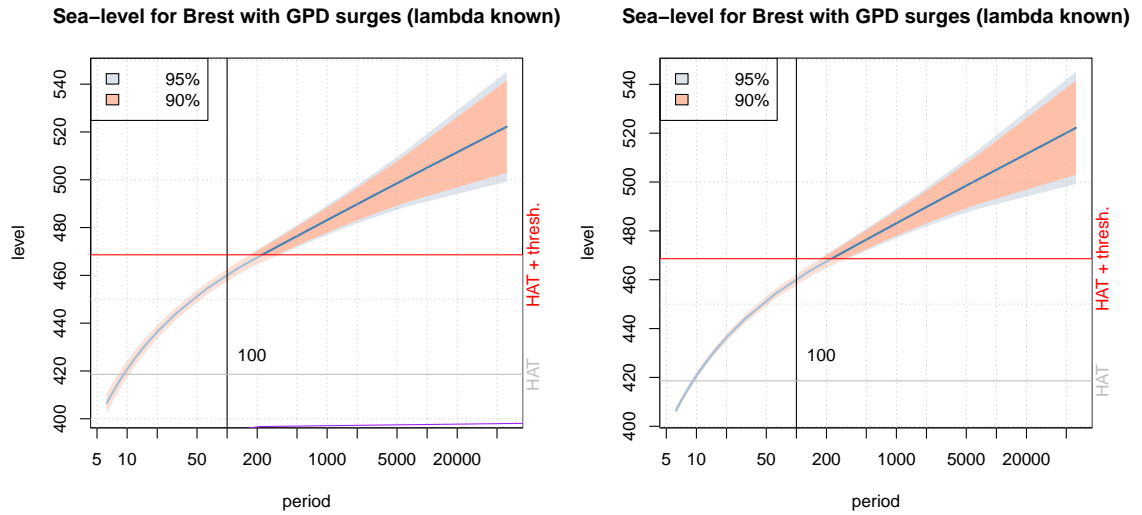 Sea−level for Brest with GPD surges (lambda known)
95%
90%
540
520
500
480
460
440
420
400
level
HAT + thresh.
HAT
100
5 10 50 200 1000 5000 20000
period
Sea−level for Brest with GPD surges (lambda known)
95%
90%
540
520
500
480
460
440
420
400
level
HAT + thresh.
HAT
100
5 10 50 200 1000 5000 20000
period